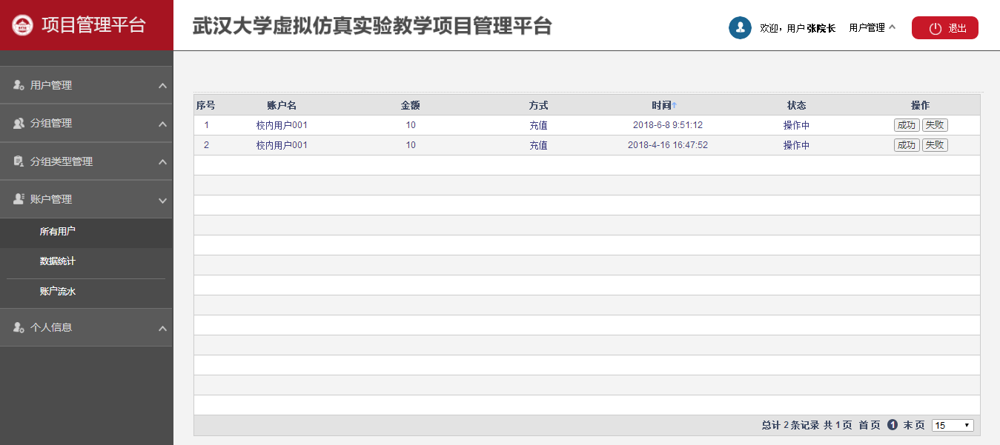 项目管理平台
武汉大学虚拟仿真实验教学项目管理平台
欢迎，用户 张院长 用户管理 退出
用户管理
分组管理
分组类型管理
账户管理
所有用户
数据统计
账户流水
个人信息
序号 账户名 金额 方式 时间↑ 状态 操作
1 校内用户001 10 充值 2018-6-8 9:51:12 操作中 成功 失败
2 校内用户001 10 充值 2018-4-16 16:47:52 操作中 成功 失败
总计 2 条记录 共 1 页 首 页 1 末 页 15